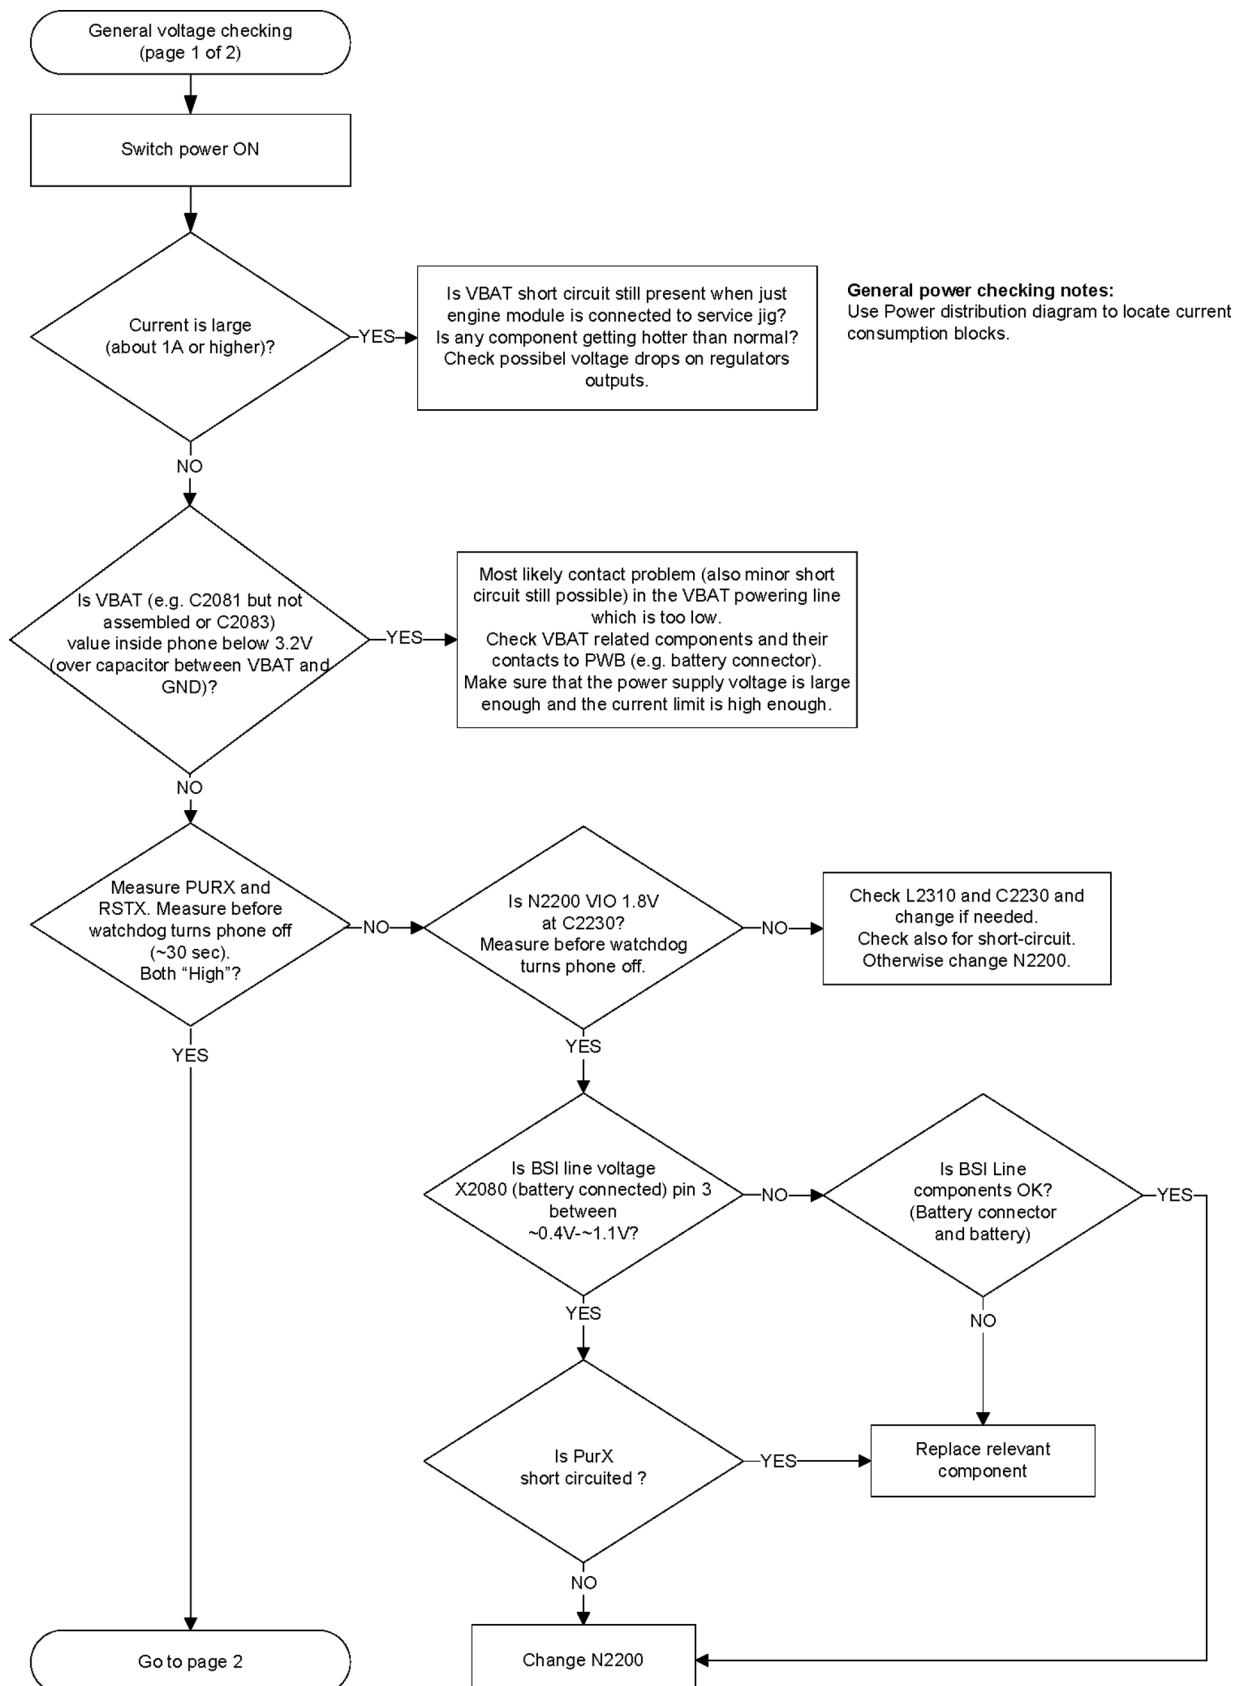 General voltage checking
(page 1 of 2)
Switch power ON
Current is large
(about 1A or higher)?
YES
Is VBAT short circuit still present when just
engine module is connected to service jig?
Is any component getting hotter than normal?
Check possibel voltage drops on regulators
outputs.
General power checking notes:
Use Power distribution diagram to locate current
consumption blocks.
NO
Is VBAT (e.g. C2081 but not
assembled or C2083)
value inside phone below 3.2V
(over capacitor between VBAT and
GND)?
YES
Most likely contact problem (also minor short
circuit still possible) in the VBAT powering line
which is too low.
Check VBAT related components and their
contacts to PWB (e.g. battery connector).
Make sure that the power supply voltage is large
enough and the current limit is high enough.
NO
Measure PURX and
RSTX. Measure before
watchdog turns phone off
(~30 sec).
Both “High”?
NO
Is N2200 VIO 1.8V
at C2230?
Measure before watchdog
turns phone off.
NO
Check L2310 and C2230 and
change if needed.
Check also for short-circuit.
Otherwise change N2200.
YES
YES
Is BSI line voltage
X2080 (battery connected) pin 3
between
~0.4V-~1.1V?
NO
Is BSI Line
components OK?
(Battery connector
and battery)
YES
YES
NO
Is PurX
short circuited ?
YES
Replace relevant
component
NO
Go to page 2
Change N2200